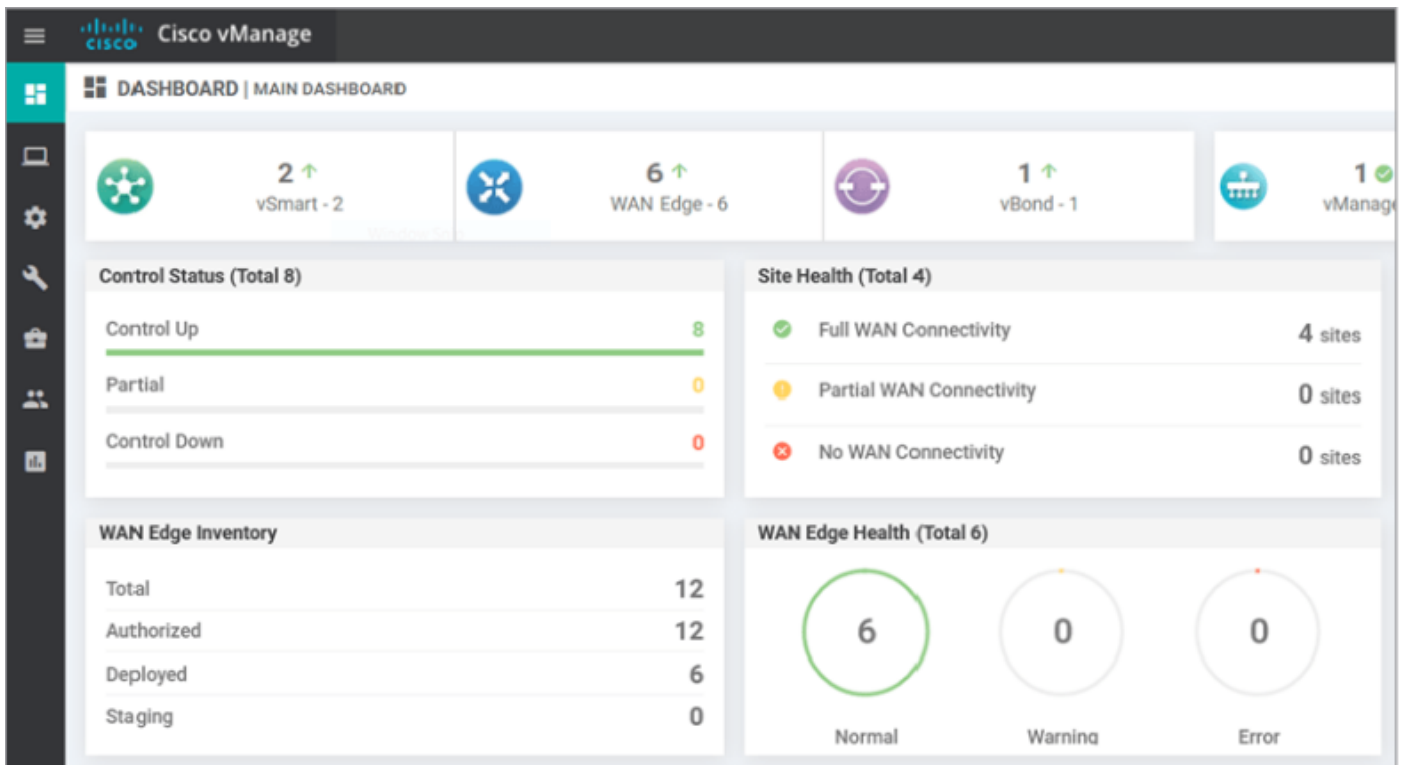 CISCO Cisco vManage
DASHBOARD | MAIN DASHBOARD
2 6 1 1
vSmart - 2 WAN Edge - 6 vBond - 1 vManage
Control Status (Total 8)
Control Up 8
Partial 0
Control Down 0
Site Health (Total 4)
Full WAN Connectivity 4 sites
Partial WAN Connectivity 0 sites
No WAN Connectivity 0 sites
WAN Edge Inventory
Total 12
Authorized 12
Deployed 6
Staging 0
WAN Edge Health (Total 6)
6 0 0
Normal Warning Error